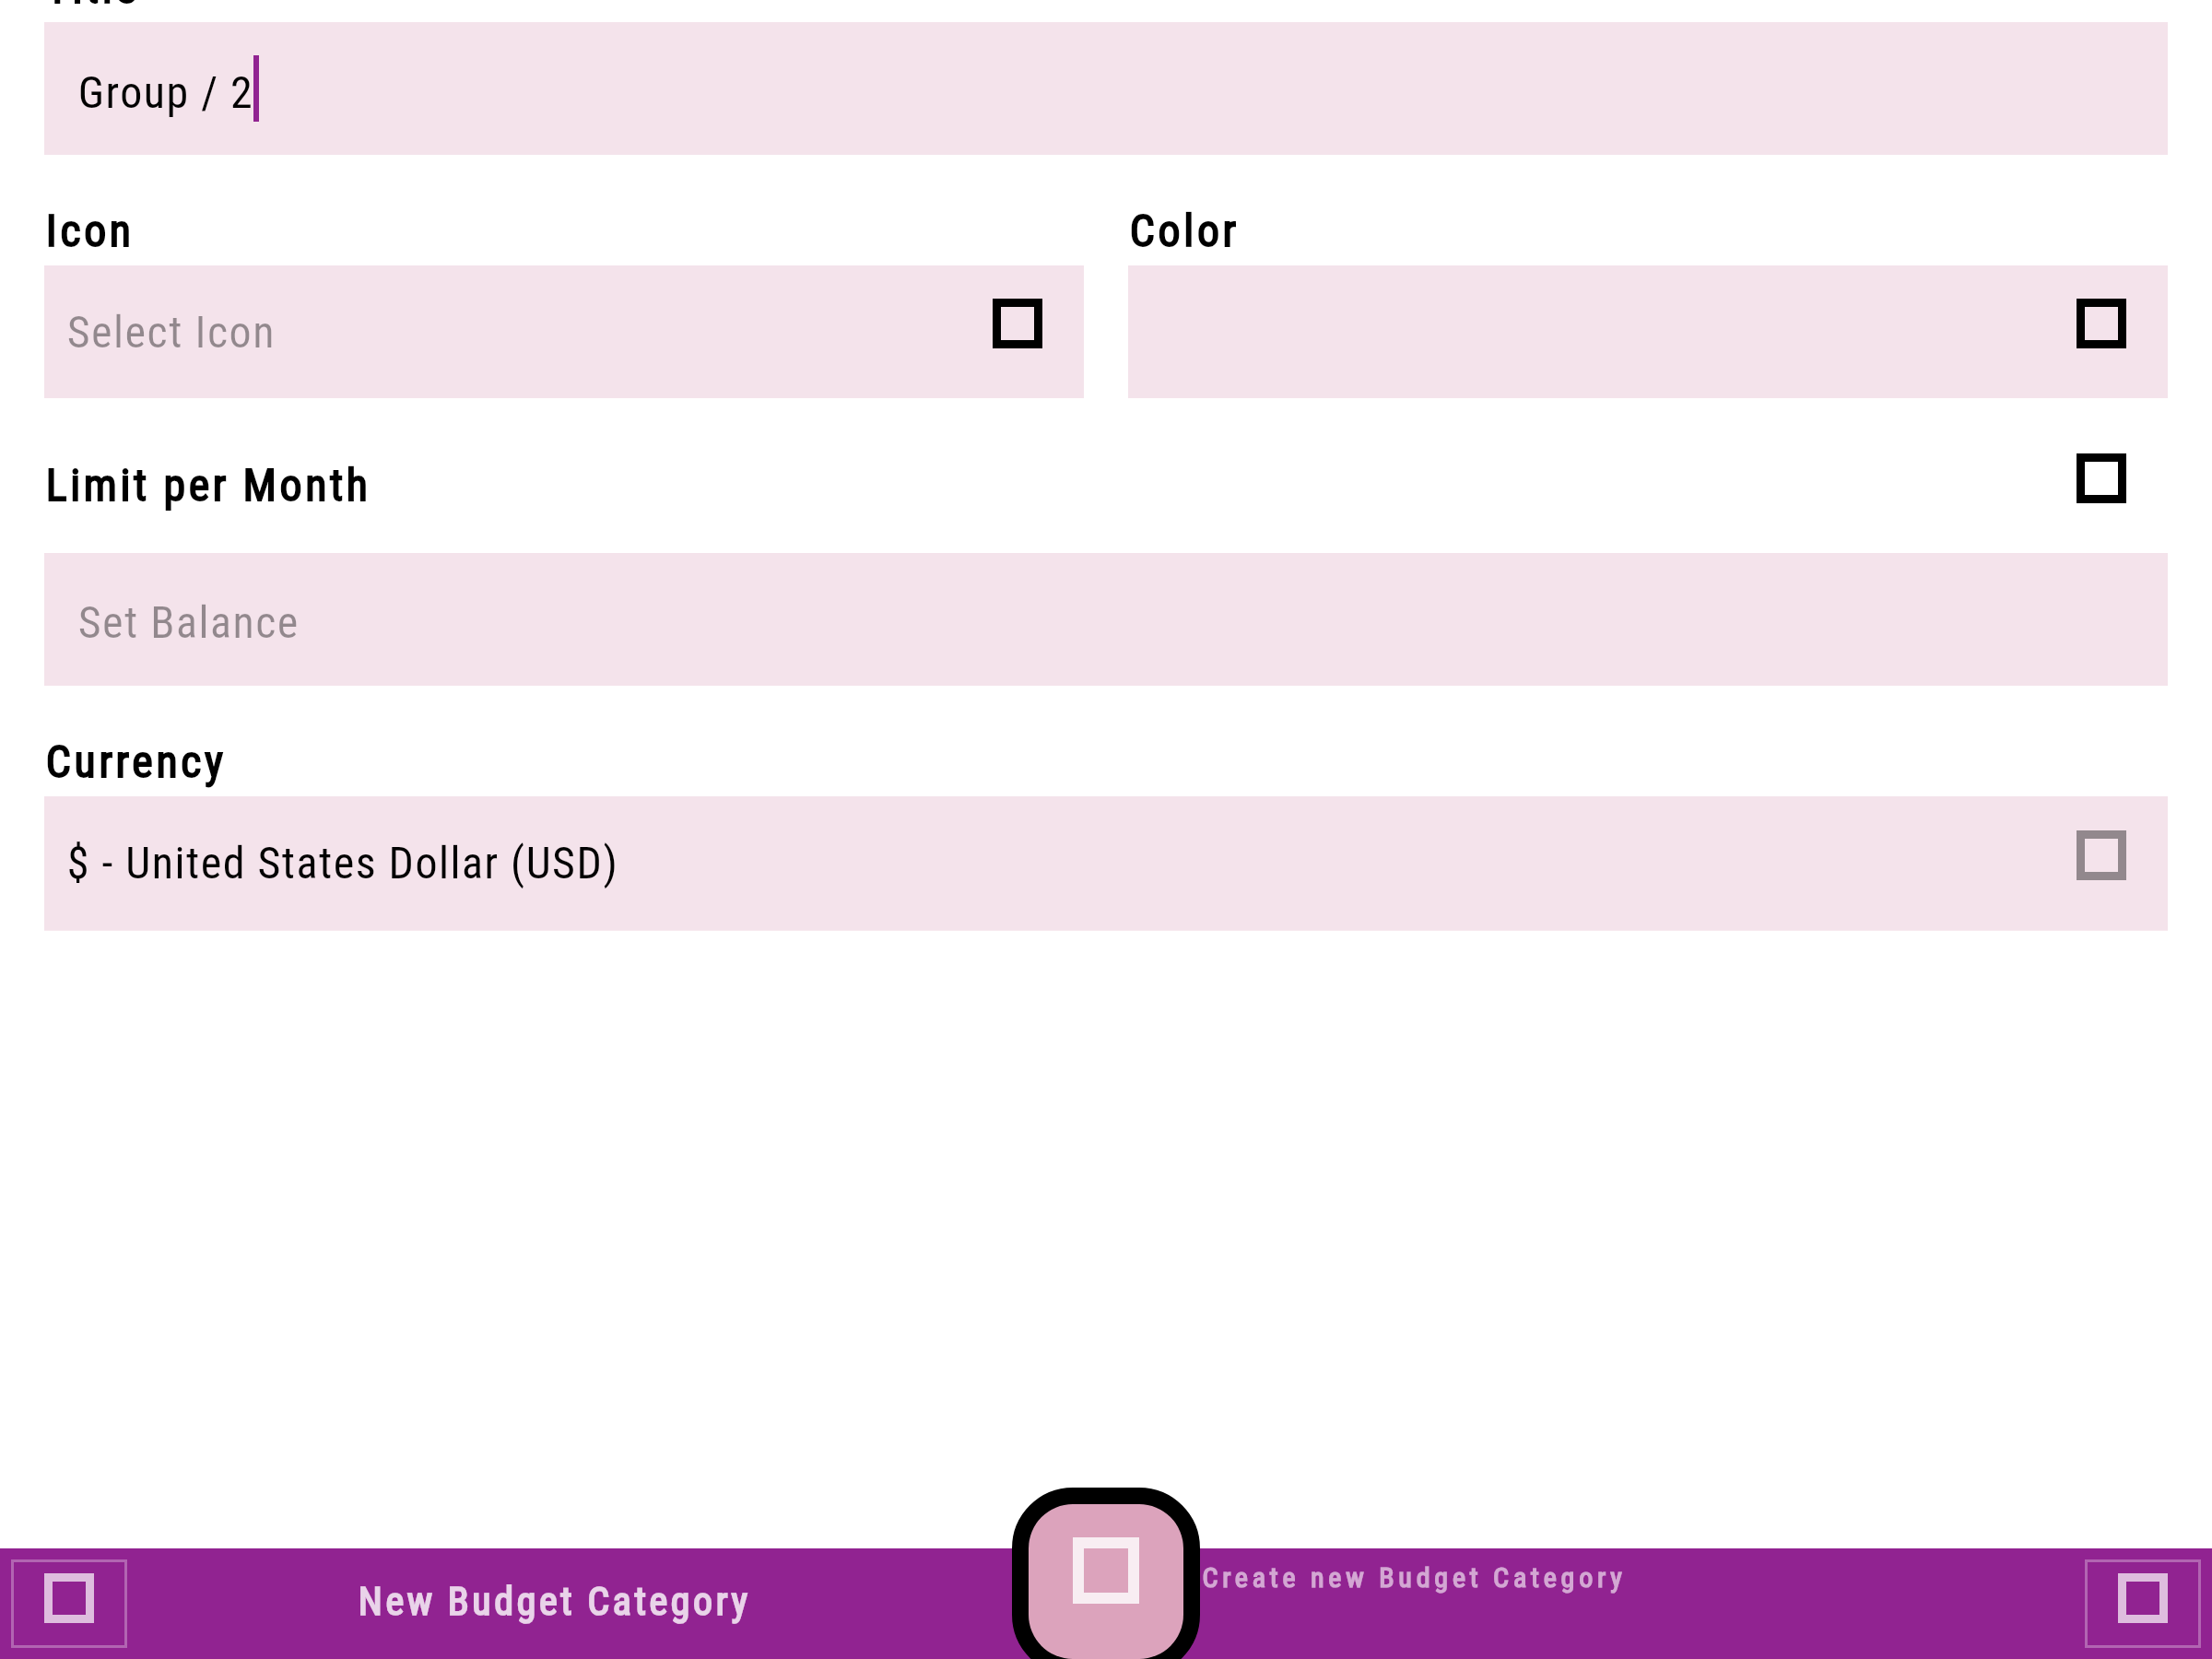 Group / 2
Icon
Color
Select Icon
Limit per Month
Set Balance
Currency
$ - United States Dollar (USD)
New Budget Category
Create new Budget Category